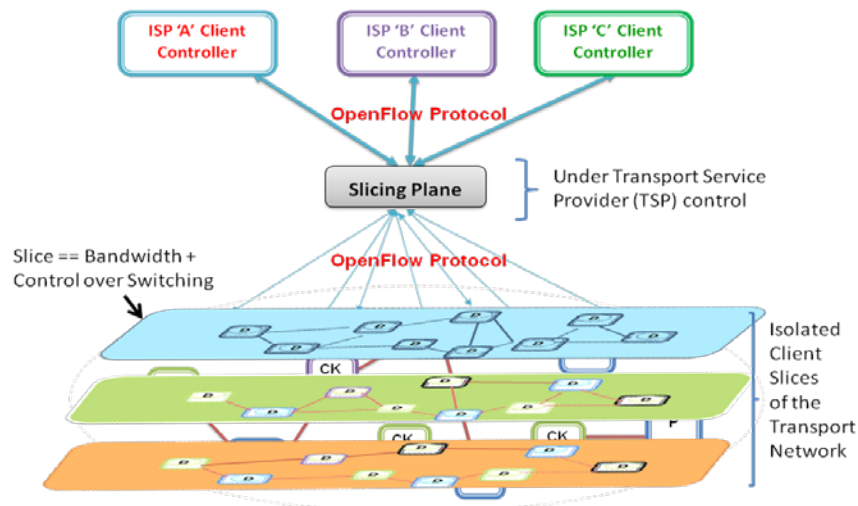 ISP ‘A’ Client
Controller
ISP ‘B’ Client
Controller
ISP ‘C’ Client
Controller
OpenFlow Protocol
Slicing Plane
Under Transport Service
Provider (TSP) control
Slice == Bandwidth +
Control over Switching
OpenFlow Protocol
D
D
D
D
D
D
D
D
D
CK
D
D
D
D
D
D
D
D
D
CK
CK
P
D
D
D
D
D
D
D
D
Isolated
Client
Slices
of the
Transport
Network